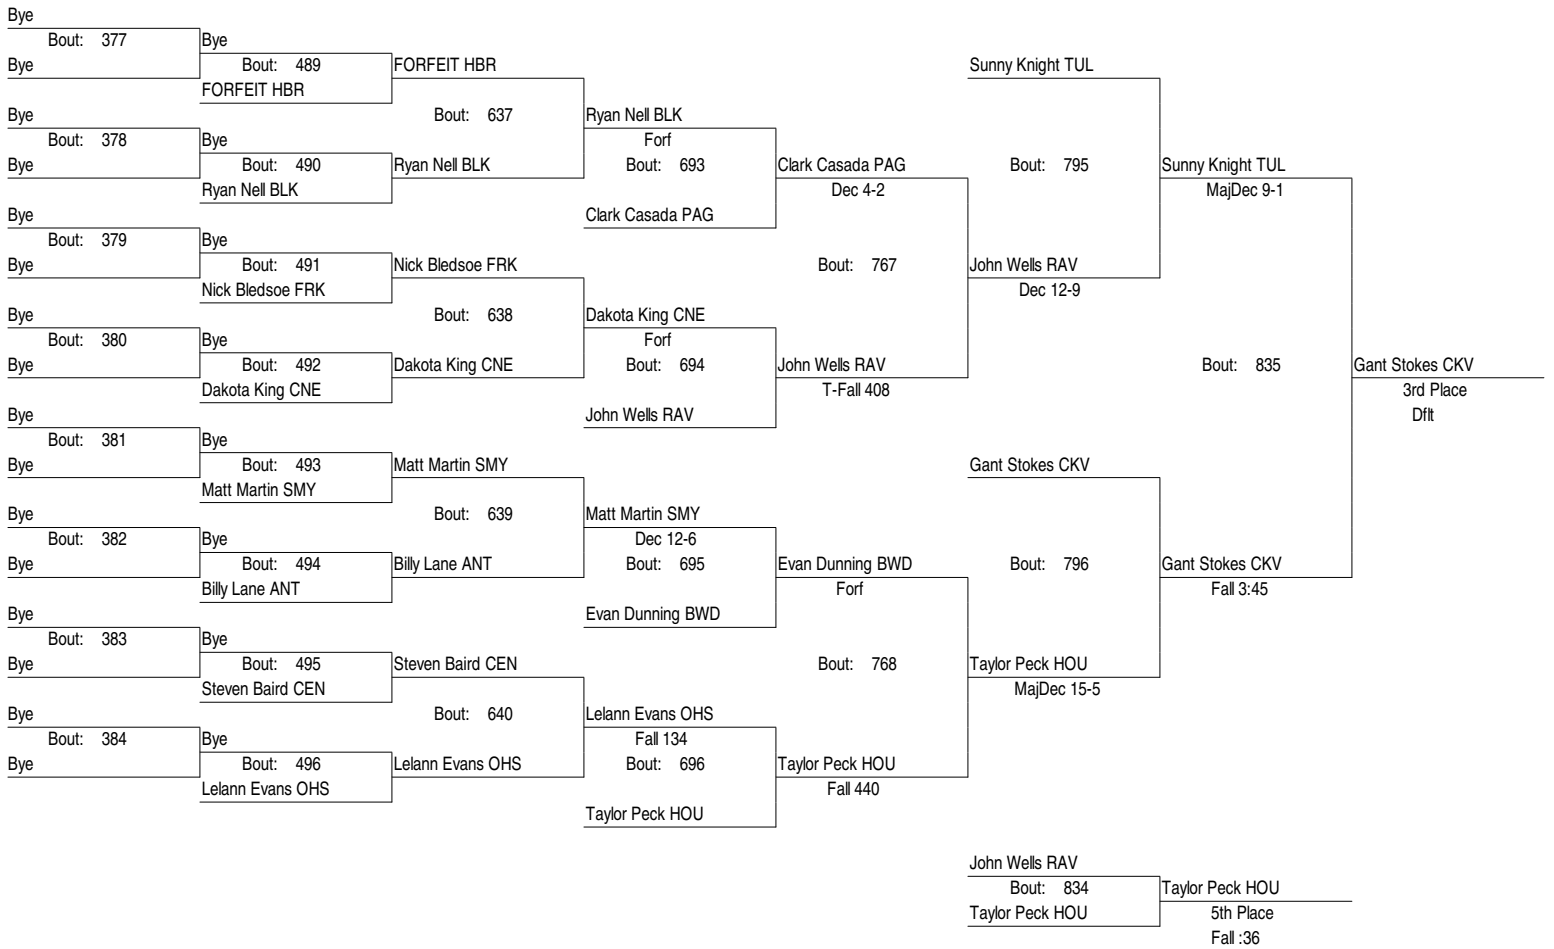 Bye
Bout: 377
Bye
Bye
Bout: 489
FORFEIT HBR
FORFEIT HBR
Bout: 637
Bye
Bout: 378
Bye
Bye
Bout: 490
Ryan Nell BLK
Ryan Nell BLK
Ryan Nell BLK
Forf
Bout: 693
Clark Casada PAG
Clark Casada PAG
Dec 4-2
Bye
Bout: 379
Bye
Bye
Bout: 491
Nick Bledsoe FRK
Nick Bledsoe FRK
Bout: 638
Bye
Bout: 380
Bye
Bye
Bout: 492
Dakota King CNE
Dakota King CNE
Dakota King CNE
Forf
Bout: 694
John Wells RAV
John Wells RAV
T-Fall 408
Bout: 767
John Wells RAV
Dec 12-9
Sunny Knight TUL
Bout: 795
Sunny Knight TUL
MajDec 9-1
Bye
Bout: 381
Bye
Bye
Bout: 493
Matt Martin SMY
Matt Martin SMY
Bout: 639
Bye
Bout: 382
Bye
Bye
Bout: 494
Billy Lane ANT
Billy Lane ANT
Matt Martin SMY
Dec 12-6
Bout: 695
Evan Dunning BWD
Evan Dunning BWD
Forf
Bye
Bout: 383
Bye
Bye
Bout: 495
Steven Baird CEN
Steven Baird CEN
Bout: 640
Bye
Bout: 384
Bye
Bye
Bout: 496
Lelann Evans OHS
Lelann Evans OHS
Lelann Evans OHS
Fall 134
Bout: 696
Taylor Peck HOU
Taylor Peck HOU
Fall 440
Bout: 768
Taylor Peck HOU
MajDec 15-5
Gant Stokes CKV
Bout: 796
Gant Stokes CKV
Fall 3:45
Bout: 835
Gant Stokes CKV
3rd Place
Dflt
John Wells RAV
Bout: 834
Taylor Peck HOU
Taylor Peck HOU
5th Place
Fall :36